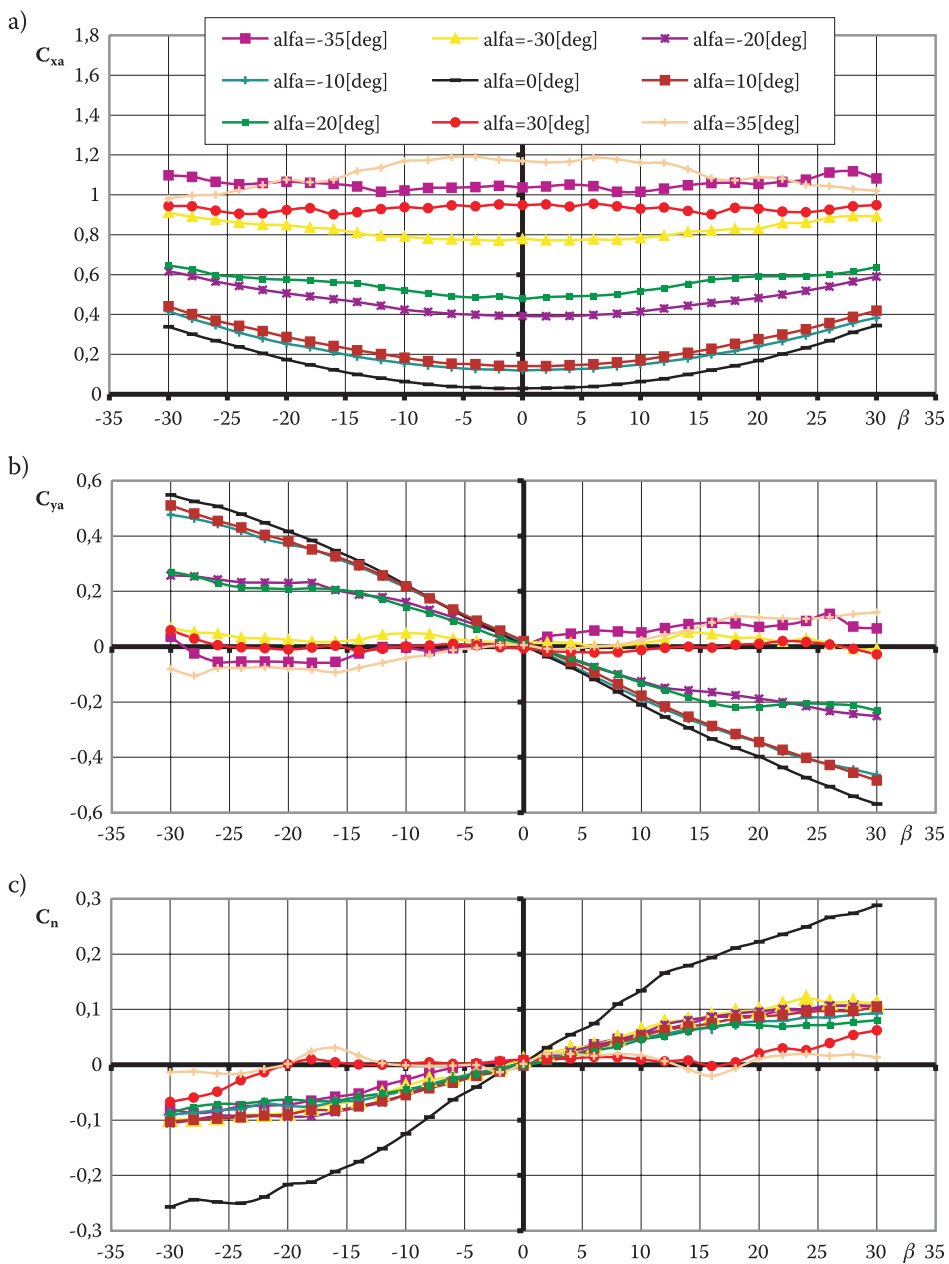 a)
C_xa
1,8
1,6
1,4
1,2
1
0,8
0,6
0,4
0,2
0
alfa=-35[deg] alfa=-30[deg] alfa=-20[deg]
alfa=-10[deg] alfa=0[deg] alfa=10[deg]
alfa=20[deg] alfa=30[deg] alfa=35[deg]
-35 -30 -25 -20 -15 -10 -5 0 5 10 15 20 25 30 β 35
b)
C_ya
0,6
0,4
0,2
0
-0,2
-0,4
-0,6
-35 -30 -25 -20 -15 -10 -5 0 5 10 15 20 25 30 β 35
c)
C_n
0,3
0,2
0,1
0
-0,1
-0,2
-0,3
-35 -30 -25 -20 -15 -10 -5 0 5 10 15 20 25 30 β 35